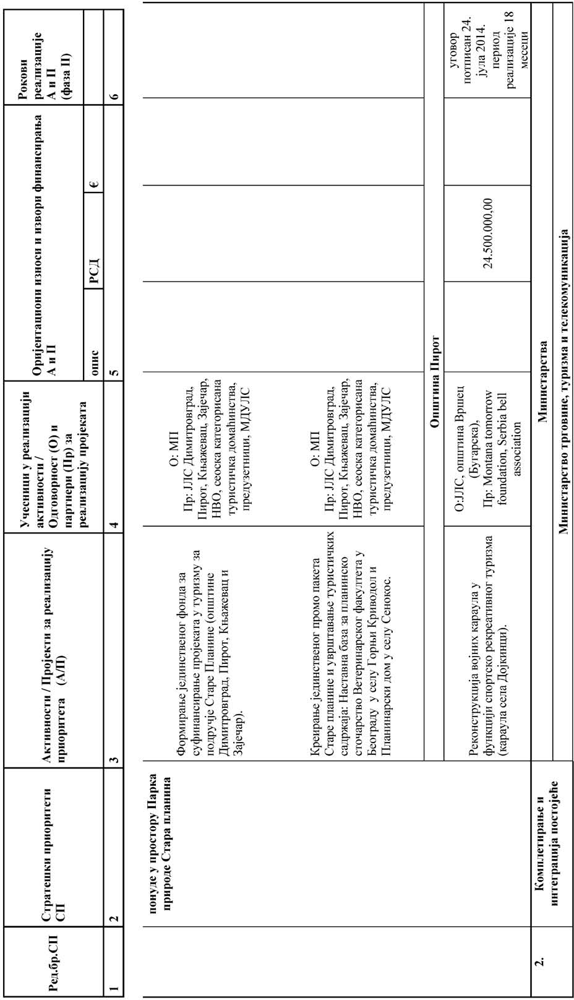 Ред.бр.СП
Стратешки приоритети
СП
Активности / Пројекти за реализацију
приоритета (А/П)
Учесници у реализацији
активности /
Одговорност (О) и
партнери (Пр) за
реализацију пројеката
Оријентациони износи и извори финансирања
А и П
опис
РСД
€
Рокови
реализације
А и П
(фаза II)
1
2
3
4
5
6
понуде у простору Парка
природе Стара планина
Формирање јединственог фонда за
суфинансирање пројеката у туризму за
подручје Старе Планине (општине
Димитровград, Пирот, Књажевац и
Зајечар).
О: МП
Пр: ЈЛС Димитровград,
Пирот, Књажевац, Зајечар,
НВО, сеоска категорисана
туристичка домаћинства,
предузетници, МДУЛС
Креирање јединственог промо пакета
Старе планине и уврштавање туристичких
садржаја: Наставна база за планинско
сточарство Ветеринарског факултета у
Београду у селу Горњи Криводол и
Планинарски дом у селу Сенокос.
О: МП
Пр: ЈЛС Димитровград,
Пирот, Књажевац, Зајечар,
НВО, сеоска категорисана
туристичка домаћинства,
предузетници, МДУЛС
Општина Пирот
Реконструкција војних караула у
функцији спортско рекреативног туризма
(караула села Дојкинци).
О:ЈЛС, општина Вршец
(Бугарска),
Пр: Montana tomorrow
foundation, Serbia bell
association
24.500.000,00
уговор
потписан 24.
јула 2014.
период
реализације 18
месеци
2.
Комплетирање и
интеграција постојеће
Министарства
Министарство трговине, туризма и телекомуникација